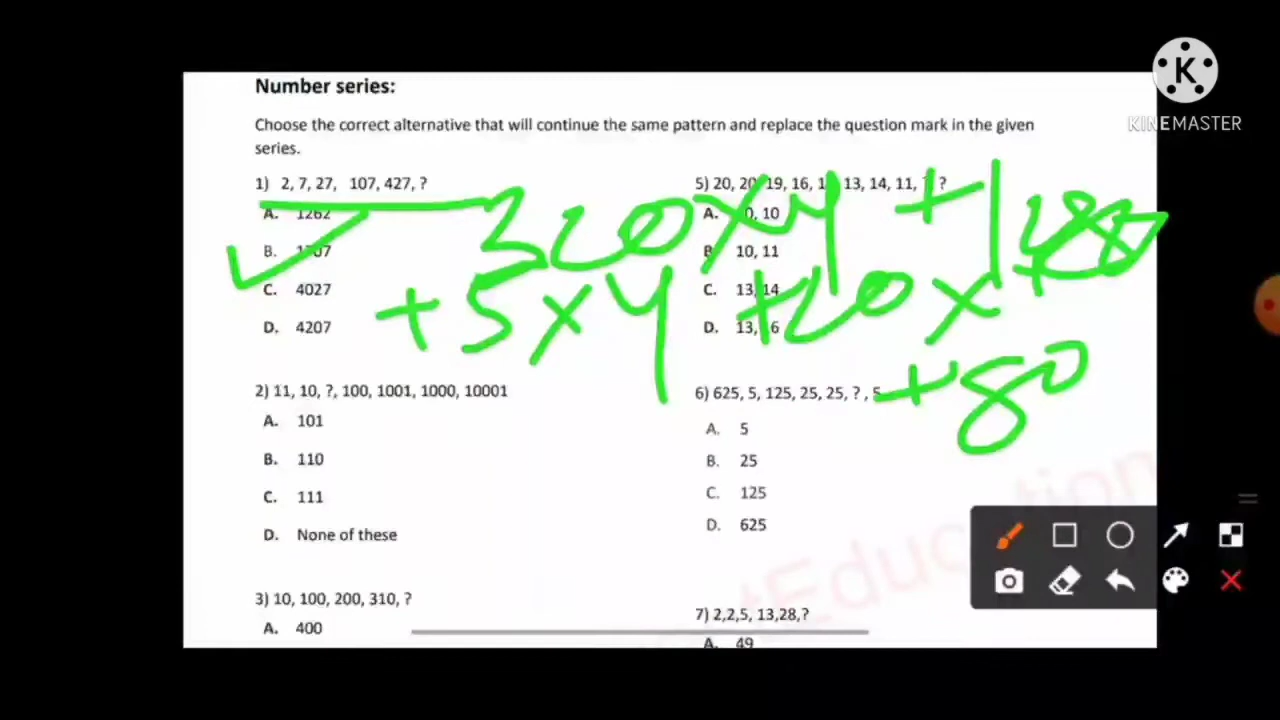 KINEMASTER
Number series:
Choose the correct alternative that will continue the same pattern and replace the question mark in the given
series.
1) 2, 7, 27, 107, 427, ?
A. 1262
B.
C. 4027
D. 4207
2) 11, 10, ?, 100, 1001, 1000, 10001
A. 101
B. 110
C. 111
D. None of these
3) 10, 100, 200, 310, ?
A. 400
5) 20, 20, 19, 16, 13, 14, 11, ?
A. 10
B. 10, 11
C. 13, 14
D. 13,
6) 625, 5, 125, 25, 25, ? , 5
A. 5
B. 25
C. 125
D. 625
7) 2,2,5, 13,28,?
A. 49
320 x 4
+5 x 4 +20 x
+80